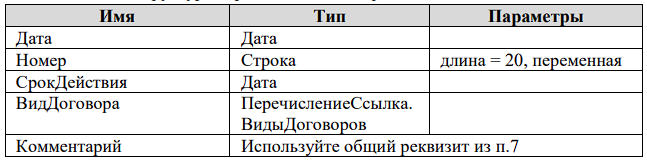 Имя Тип Параметры
Дата Дата
Номер Строка длина = 20, переменная
СрокДействия Дата
ВидДоговора ПеречислениеСсылка.
ВидыДоговоров
Комментарий Используйте общий реквизит из п.7